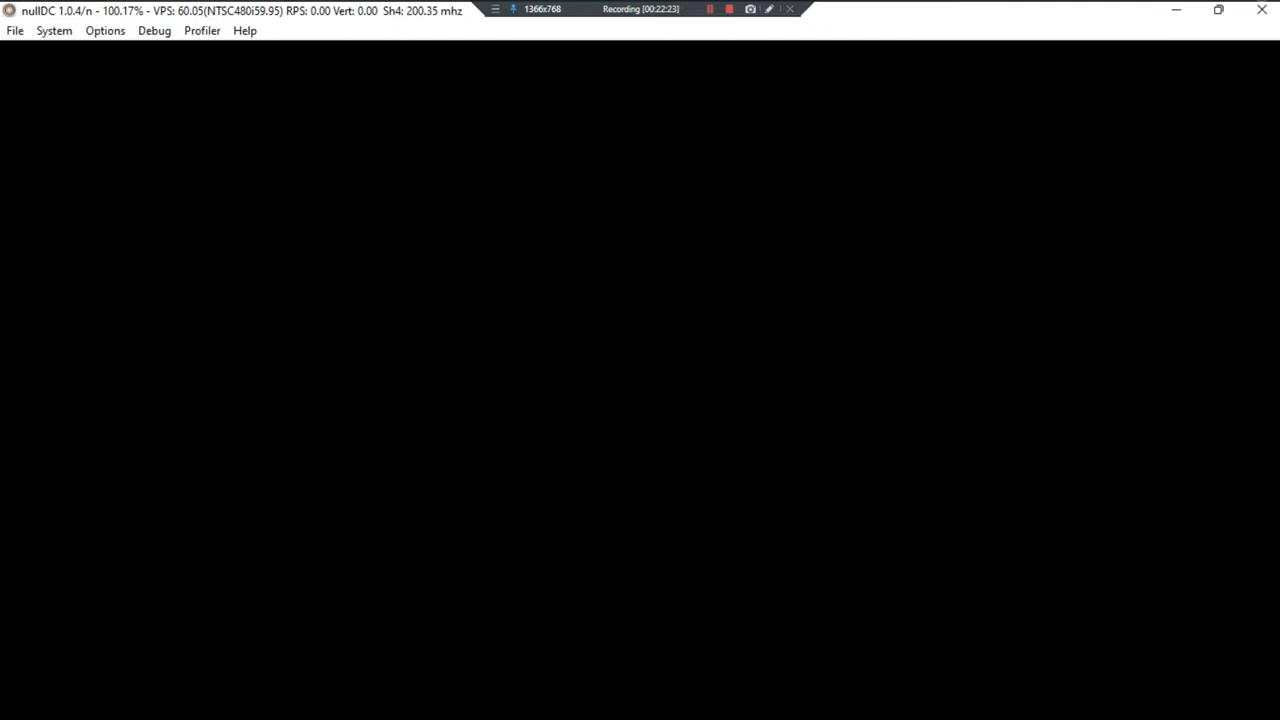 nullDC 1.0.4/n - 100.17% - VPS: 60.05(NTSC480i59.95) RPS: 0.00 Vert: 0.00 Sh4: 200.35 mhz
1366x768 Recording [00:22:23]
File System Options Debug Profiler Help